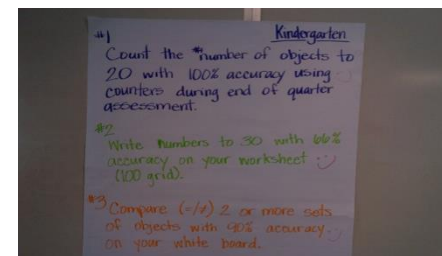 #1 Kindergarten
Count the *number of objects to
20 with 100% accuracy using
counters during end of quarter
assessment.
#2
Write numbers to 30 with 66%
accuracy on your worksheet
(100 grid).
#3 Compare (=/≠) 2 or more sets
of objects with 90% accuracy
on your white board.